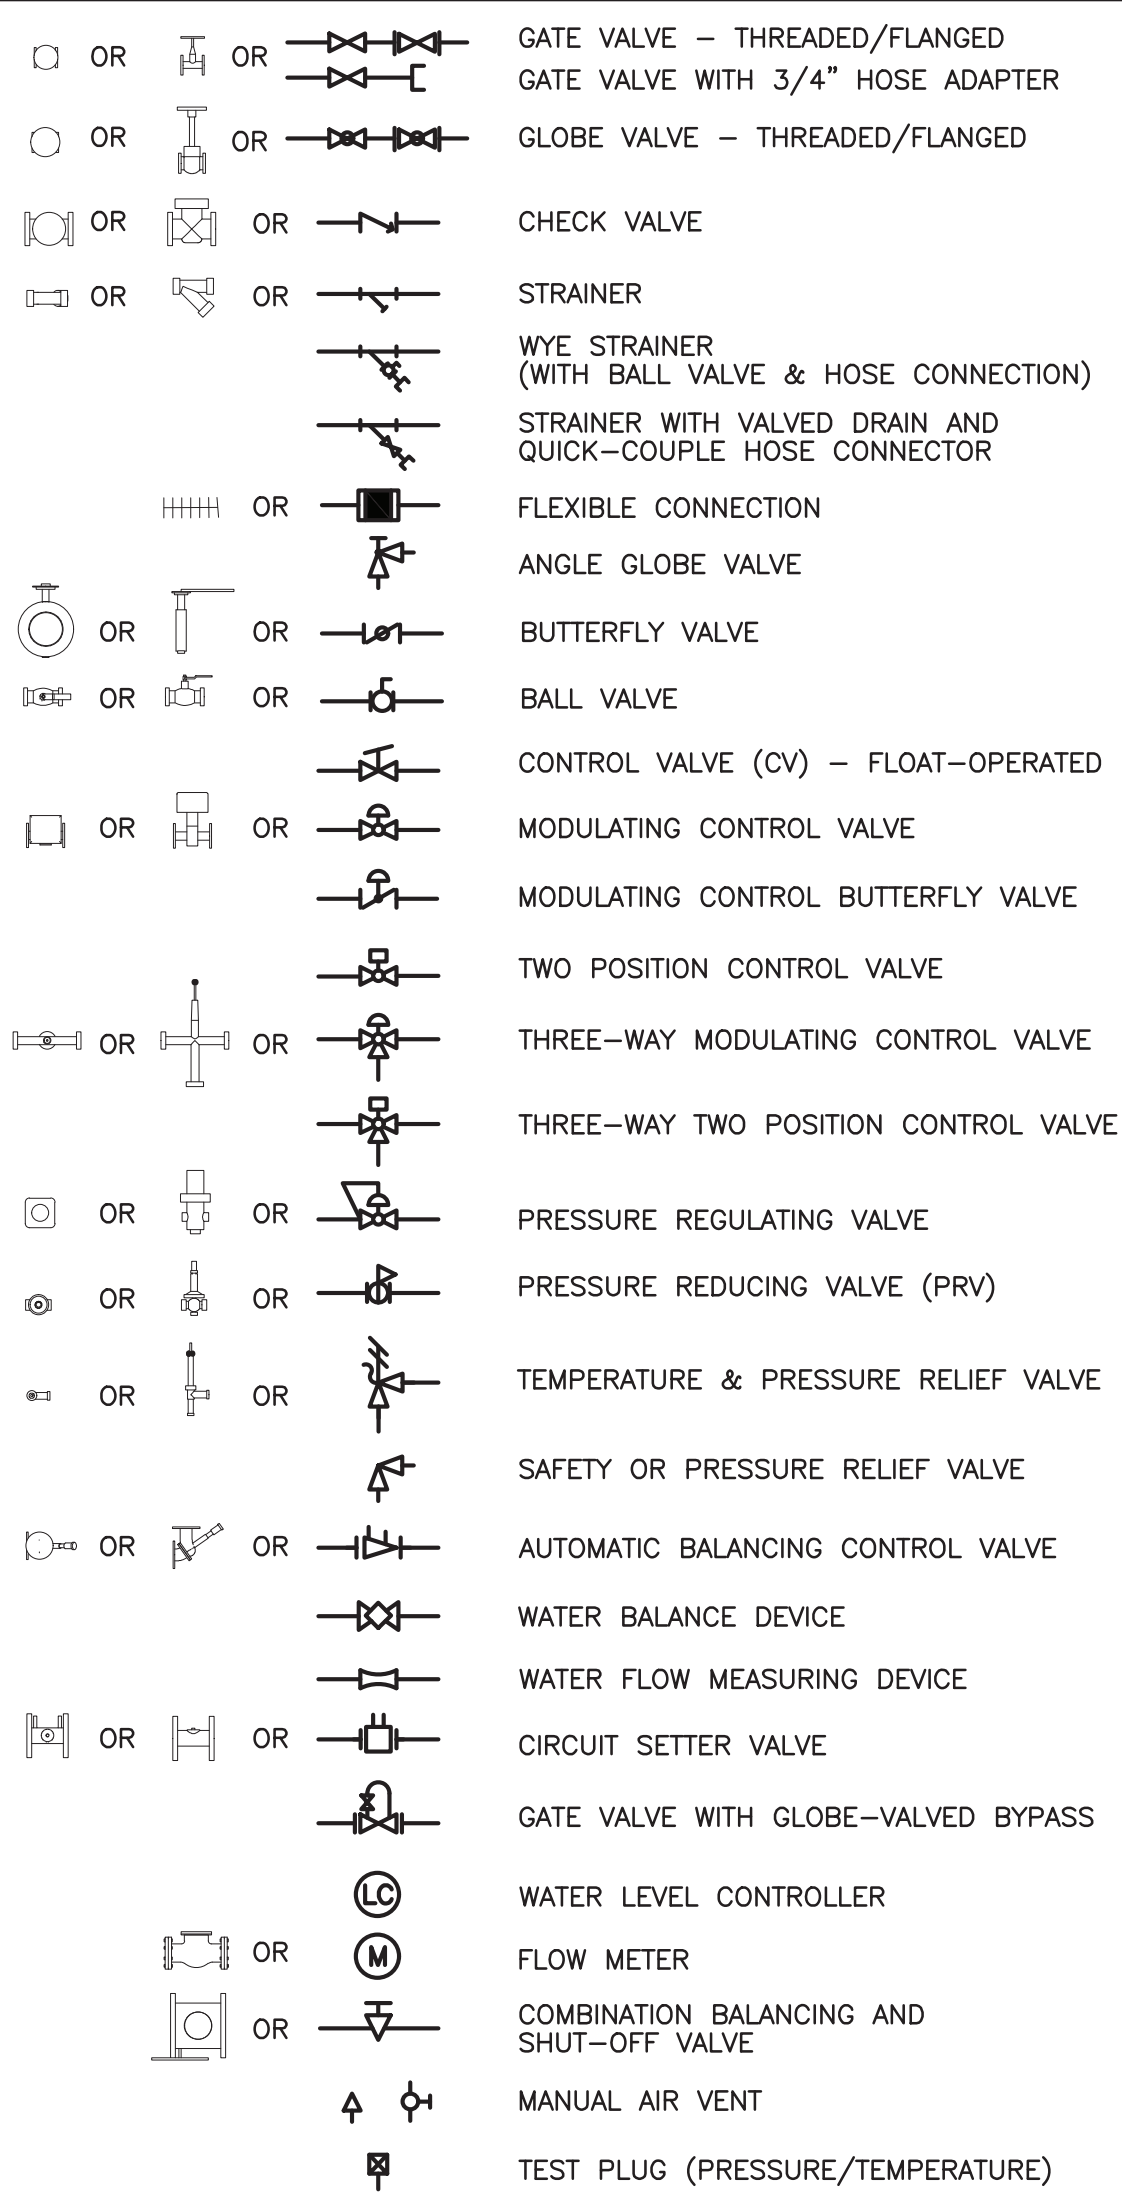 OR OR GATE VALVE – THREADED/FLANGED
GATE VALVE WITH 3/4” HOSE ADAPTER
OR OR GLOBE VALVE – THREADED/FLANGED
OR OR CHECK VALVE
OR OR STRAINER
WYE STRAINER
(WITH BALL VALVE & HOSE CONNECTION)
STRAINER WITH VALVED DRAIN AND
QUICK–COUPLE HOSE CONNECTOR
OR FLEXIBLE CONNECTION
ANGLE GLOBE VALVE
OR OR BUTTERFLY VALVE
OR OR BALL VALVE
CONTROL VALVE (CV) – FLOAT–OPERATED
OR OR MODULATING CONTROL VALVE
MODULATING CONTROL BUTTERFLY VALVE
TWO POSITION CONTROL VALVE
OR OR THREE–WAY MODULATING CONTROL VALVE
THREE–WAY TWO POSITION CONTROL VALVE
OR OR PRESSURE REGULATING VALVE
OR OR PRESSURE REDUCING VALVE (PRV)
OR OR TEMPERATURE & PRESSURE RELIEF VALVE
SAFETY OR PRESSURE RELIEF VALVE
OR OR AUTOMATIC BALANCING CONTROL VALVE
WATER BALANCE DEVICE
WATER FLOW MEASURING DEVICE
OR OR CIRCUIT SETTER VALVE
GATE VALVE WITH GLOBE–VALVED BYPASS
LC WATER LEVEL CONTROLLER
OR M FLOW METER
OR COMBINATION BALANCING AND
SHUT–OFF VALVE
MANUAL AIR VENT
TEST PLUG (PRESSURE/TEMPERATURE)